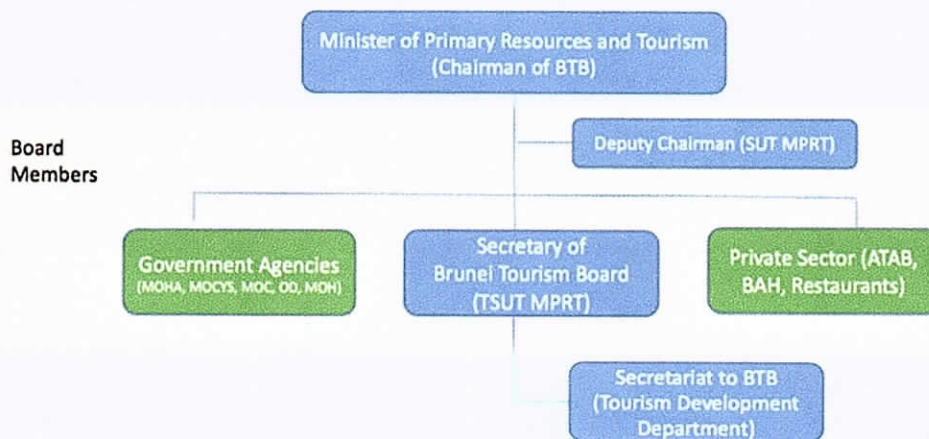 Minister of Primary Resources and Tourism
(Chairman of BTB)
Deputy Chairman (SUT MPRT)
Board
Members
Government Agencies
(MOHA, MOCYS, MOC, OD, MOH)
Secretary of
Brunei Tourism Board
(TSUT MPRT)
Private Sector (ATAB,
BAH, Restaurants)
Secretariat to BTB
(Tourism Development
Department)